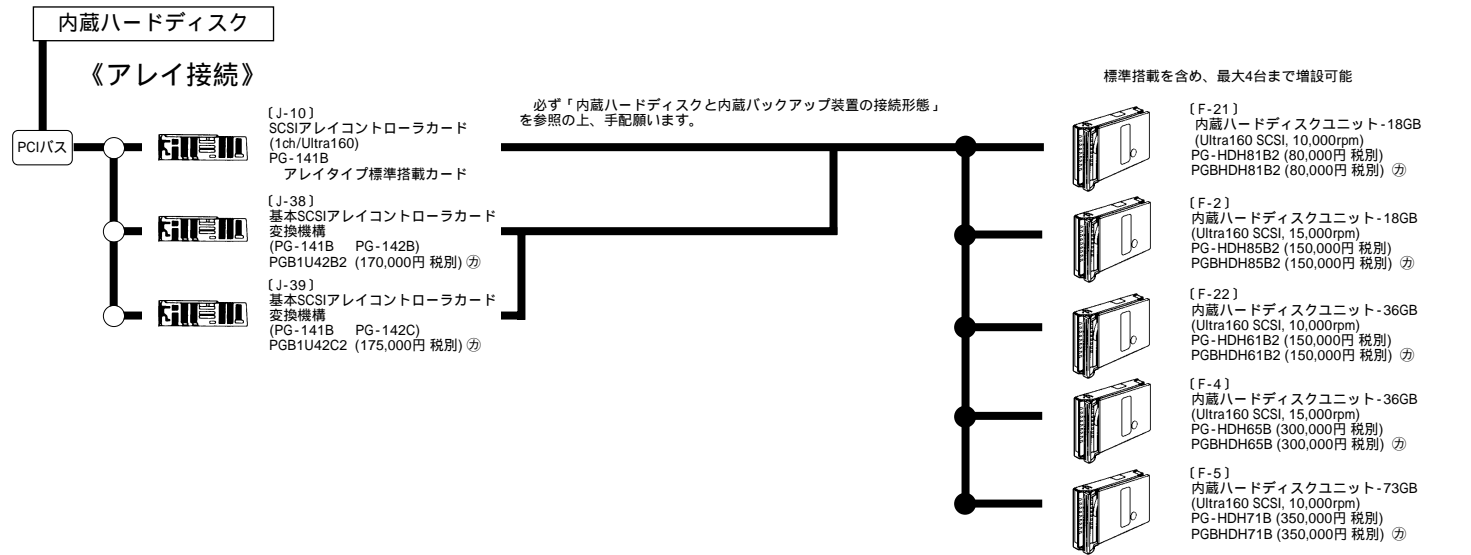 内蔵ハードディスク
《アレイ接続》
PCIバス
〔J-10〕
SCSIアレイコントローラカード
(1ch/Ultra160)
PG-141B
アレイタイプ標準搭載カード
〔J-38〕
基本SCSIアレイコントローラカード
変換機構
(PG-141B PG-142B)
PGB1U42B2 (170,000円 税別) ㋕
〔J-39〕
基本SCSIアレイコントローラカード
変換機構
(PG-141B PG-142C)
PGB1U42C2 (175,000円 税別) ㋕
必ず「内蔵ハードディスクと内蔵バックアップ装置の接続形態」
を参照の上、手配願います。
標準搭載を含め、最大4台まで増設可能
〔F-21〕
内蔵ハードディスクユニット-18GB
(Ultra160 SCSI, 10,000rpm)
PG-HDH81B2 (80,000円 税別)
PGBHDH81B2 (80,000円 税別) ㋕
〔F-2〕
内蔵ハードディスクユニット-18GB
(Ultra160 SCSI, 15,000rpm)
PG-HDH85B2 (150,000円 税別)
PGBHDH85B2 (150,000円 税別) ㋕
〔F-22〕
内蔵ハードディスクユニット-36GB
(Ultra160 SCSI, 10,000rpm)
PG-HDH61B2 (150,000円 税別)
PGBHDH61B2 (150,000円 税別) ㋕
〔F-4〕
内蔵ハードディスクユニット-36GB
(Ultra160 SCSI, 15,000rpm)
PG-HDH65B (300,000円 税別)
PGBHDH65B (300,000円 税別) ㋕
〔F-5〕
内蔵ハードディスクユニット-73GB
(Ultra160 SCSI, 10,000rpm)
PG-HDH71B (350,000円 税別)
PGBHDH71B (350,000円 税別) ㋕